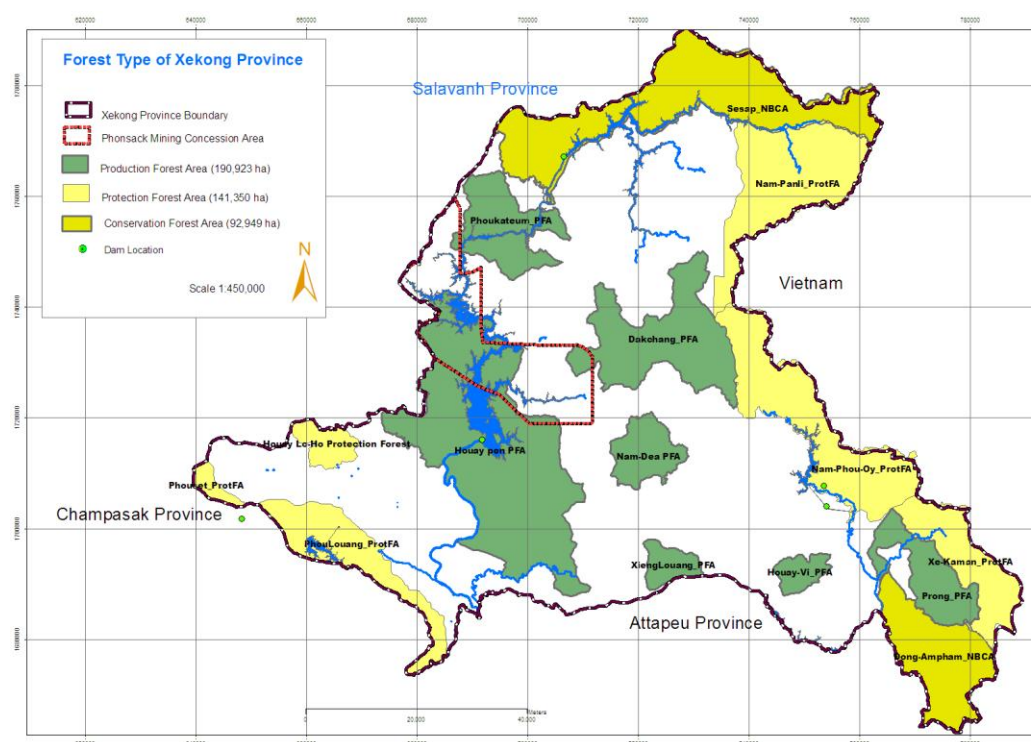 620000 640000 660000 680000 700000 720000 740000 760000 780000
Forest Type of Xekong Province
Xekong Province Boundary
Phonsack Mining Concession Area
Production Forest Area (190,923 ha)
Protection Forest Area (141,350 ha)
Conservation Forest Area (92,949 ha)
Dam Location
N
Scale 1:450,000
Salavanh Province
Sesap_NBCA
Nam-Panli_ProtFA
Phoukateum_PFA
Vietnam
Dakchang_PFA
Houay Lc-Ho Protection Forest
Houay pen PFA
Nam-Dea PFA
Nam-Phou-Oy_ProtFA
_ProtFA
Champasak Province
PhouLouang_ProtFA
XiengLouang_PFA
Houay-Vi_PFA
Xe-Kaman_ProtFA
Prong_PFA
Attapeu Province
Dong-Ampham_NBCA
Meters
0 20,000 40,000